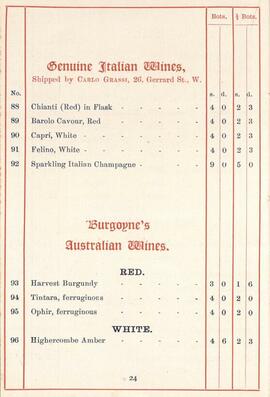 Bots. ½ Bots.
Genuine Italian Wines,
Shipped by CARLO GRASSI, 26, Gerrard St., W.
No. s. d. s. d.
88 Chianti (Red) in Flask - - - - - 4 0 2 3
89 Barolo Cavour, Red - - - - - 4 0 2 3
90 Capri, White - - - - - - 4 0 2 3
91 Felino, White - - - - - - 4 0 2 3
92 Sparkling Italian Champagne - - - - 9 0 5 0
Burgoyne's
Australian Wines.
RED.
93 Harvest Burgundy - - - - - 3 0 1 6
94 Tintara, ferruginous - - - - - 4 0 2 0
95 Ophir, ferruginous - - - - - 4 0 2 0
WHITE.
96 Highercombe Amber - - - - - 4 6 2 3
24